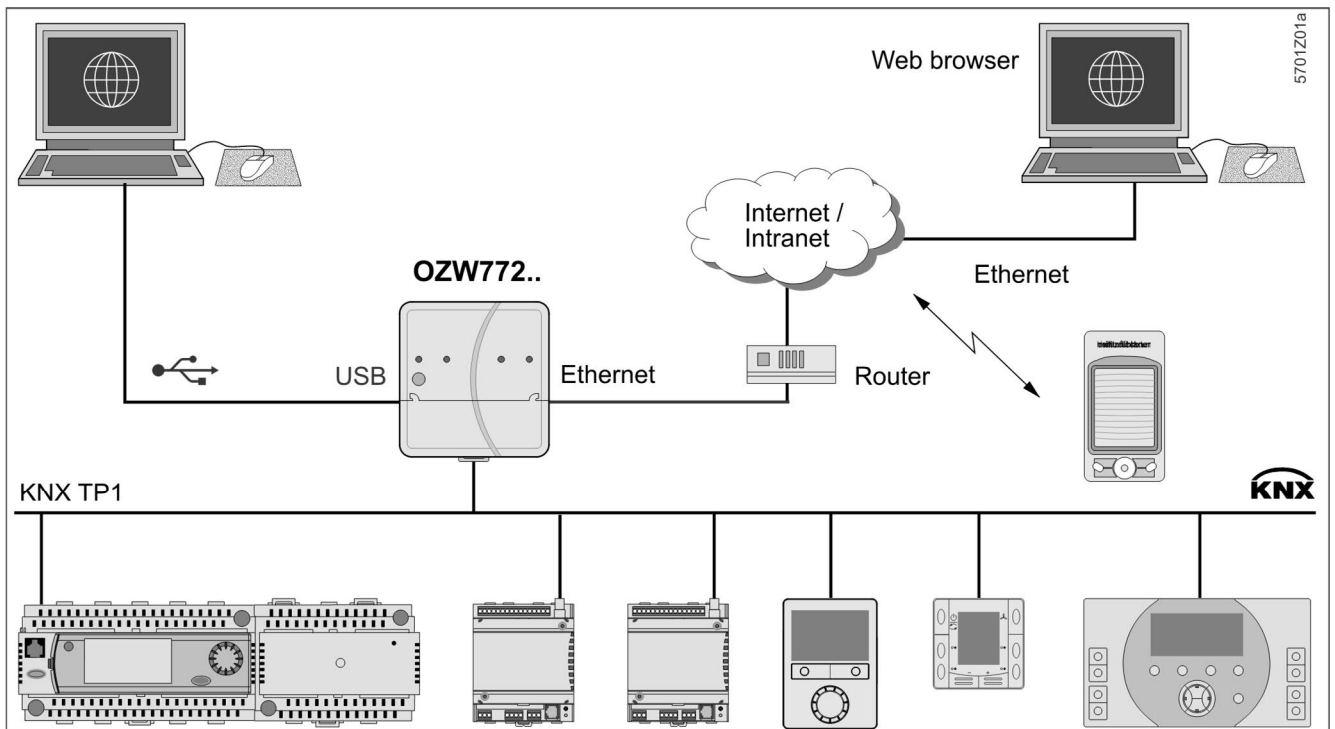 Web browser
5701Z01a
Internet /
Intranet
OZW772..
Ethernet
USB
Ethernet
Router
KNX TP1
KNX